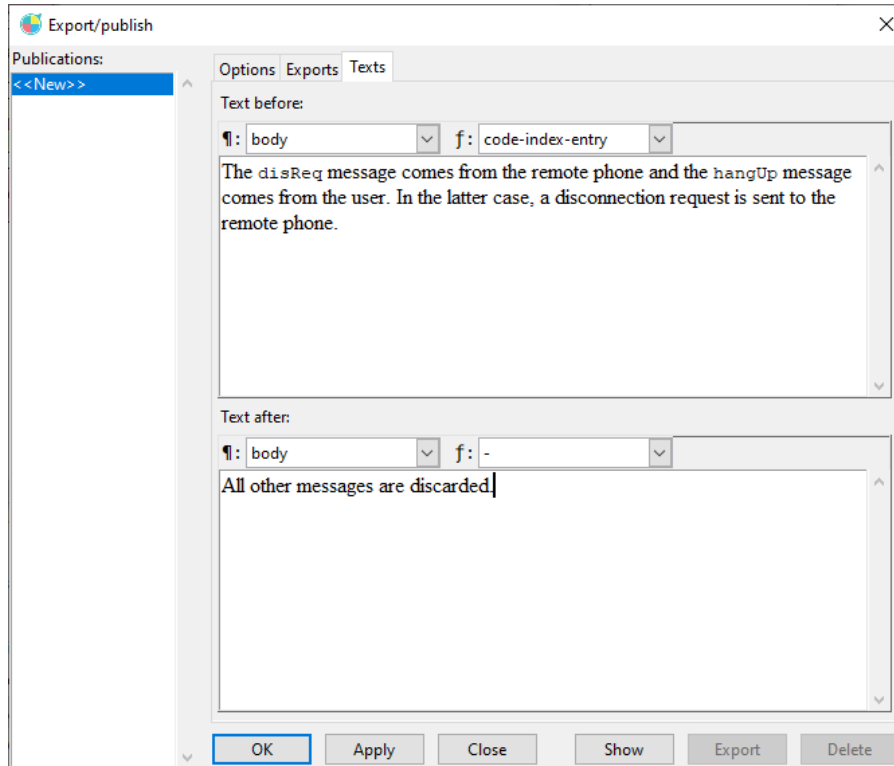 Export/publish
Publications:
<<New>>
Options Exports Texts
Text before:
¶: body ƒ: code-index-entry
The disReq message comes from the remote phone and the hangUp message
comes from the user. In the latter case, a disconnection request is sent to the
remote phone.
Text after:
¶: body ƒ: -
All other messages are discarded.
OK Apply Close Show Export Delete